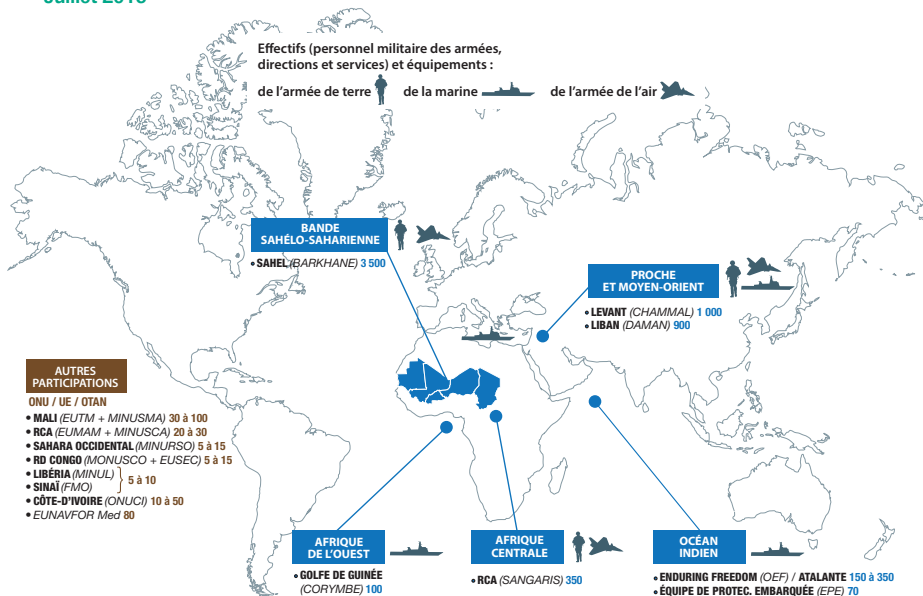 Juillet 2016
Effectifs (personnel militaire des armées,
directions et services) et équipements :
de l'armée de terre de la marine de l'armée de l'air
BANDE
SAHÉLO-SAHARIENNE
• SAHEL (BARKHANE) 3 500
PROCHE
ET MOYEN-ORIENT
• LEVANT (CHAMMAL) 1 000
• LIBAN (DAMAN) 900
AUTRES
PARTICIPATIONS
ONU / UE / OTAN
• MALI (EUTM + MINUSMA) 30 à 100
• RCA (EUMAM + MINUSCA) 20 à 30
• SAHARA OCCIDENTAL (MINURSO) 5 à 15
• RD CONGO (MONUSCO + EUSEC) 5 à 15
• LIBÉRIA (MINUL)
• SINAÏ (FMO)
5 à 10
• CÔTE-D'IVOIRE (ONUCI) 10 à 50
• EUNAVFOR Med 80
AFRIQUE
DE L'OUEST
• GOLFE DE GUINÉE
(CORYMBE) 100
AFRIQUE
CENTRALE
• RCA (SANGARIS) 350
OCÉAN
INDIEN
• ENDURING FREEDOM (OEF) / ATALANTE 150 à 350
• ÉQUIPE DE PROTEC. EMBARQUÉE (EPE) 70